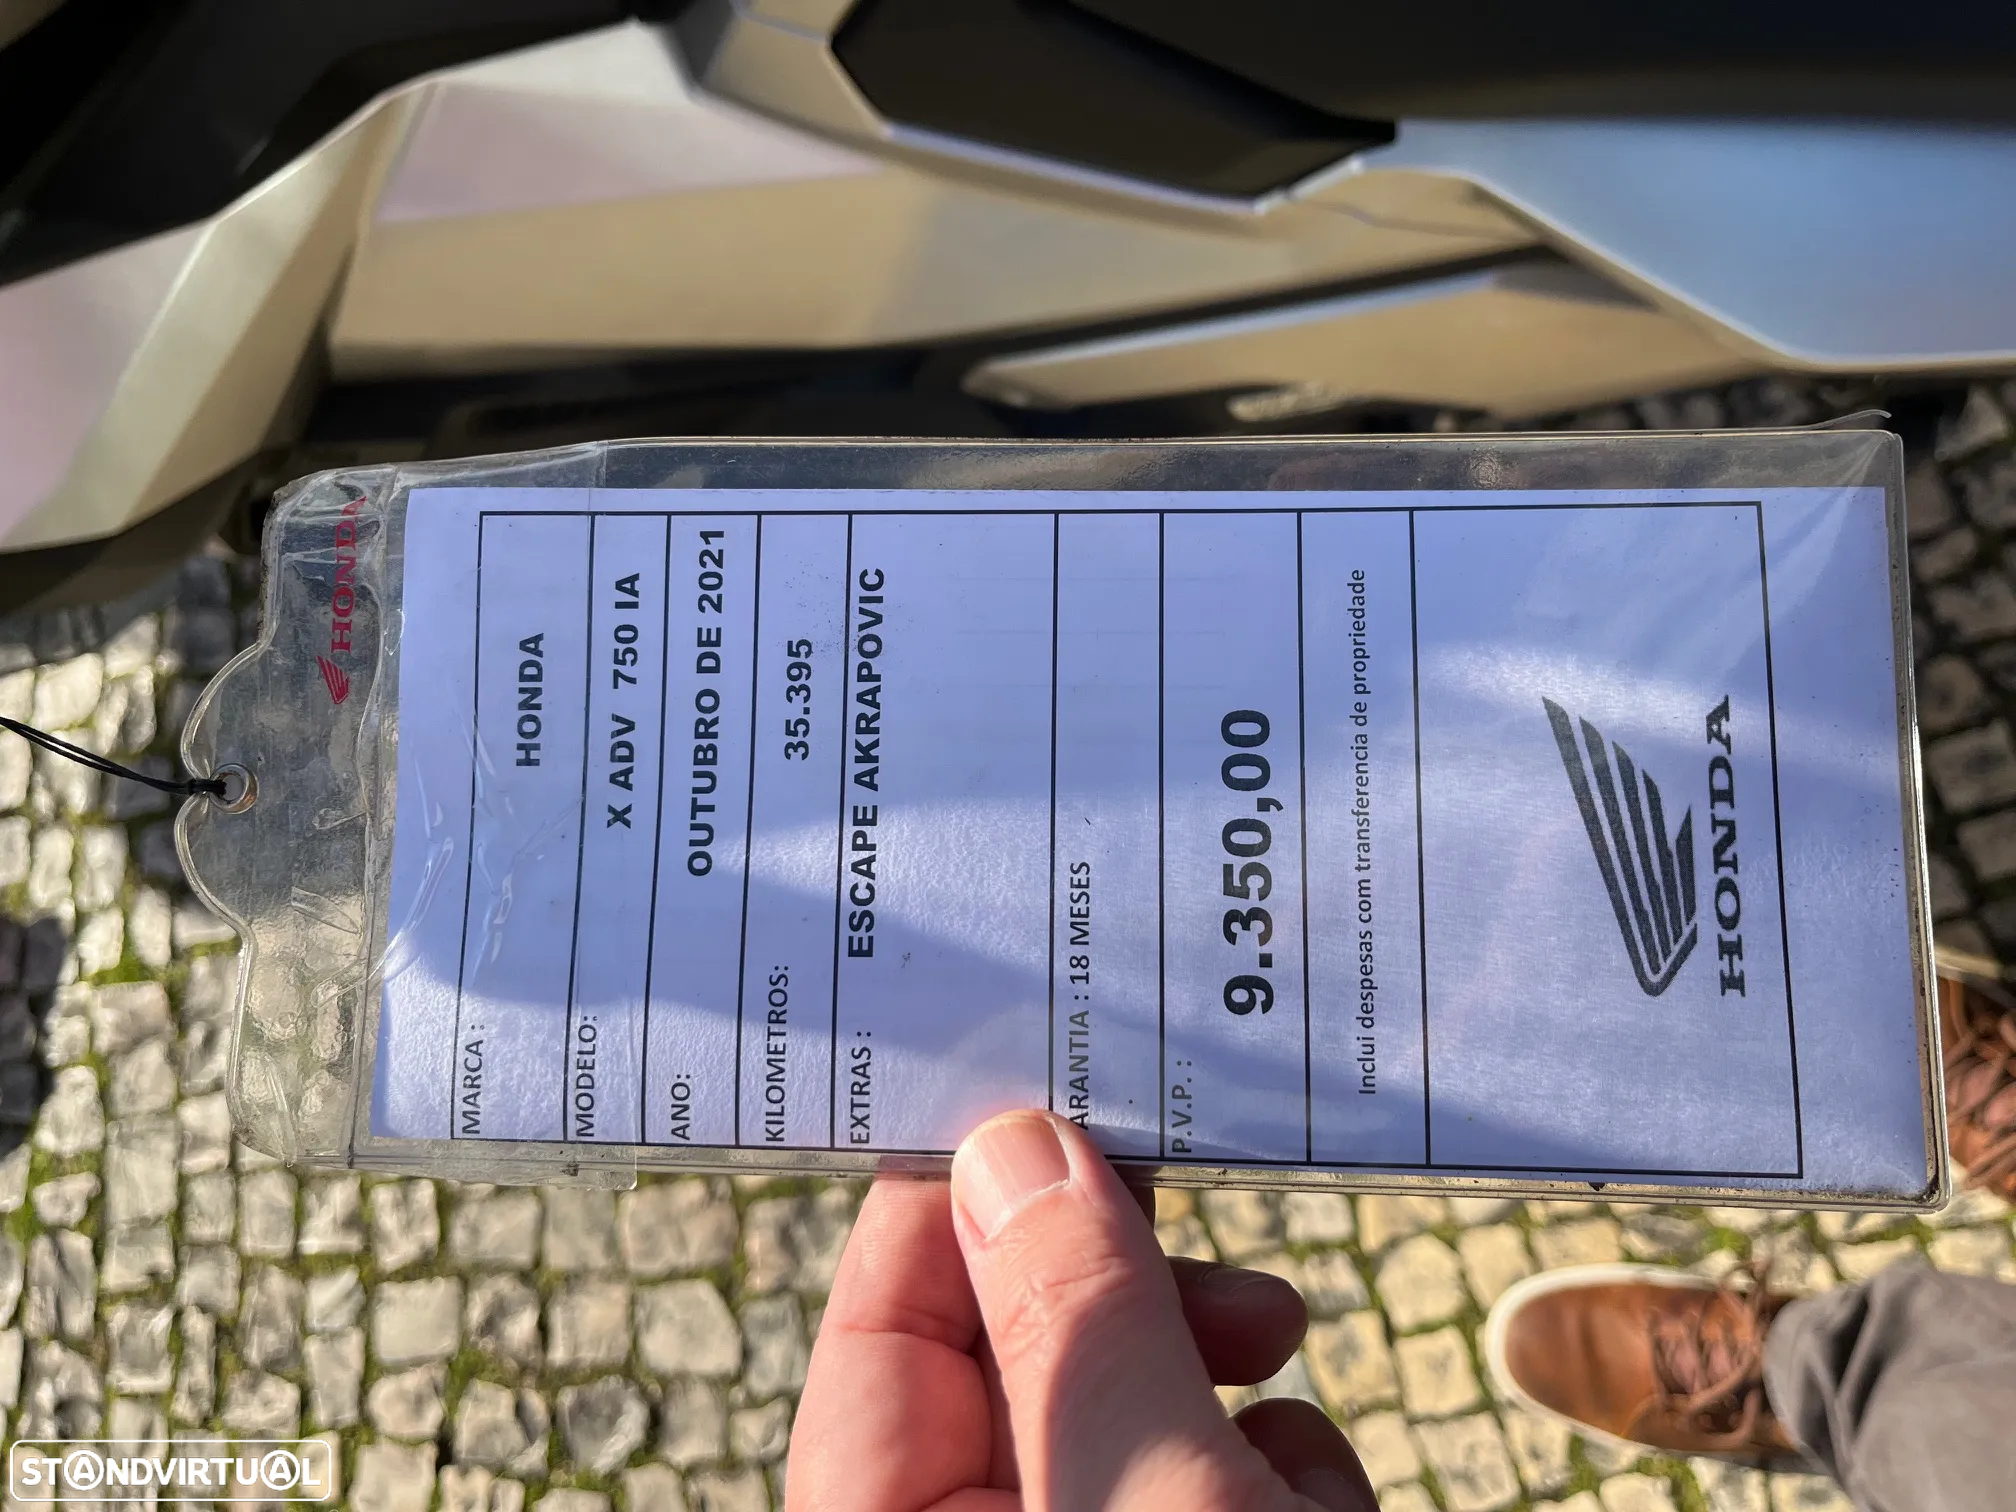 HONDA
MARCA :
HONDA
MODELO:
X ADV 750 IA
ANO:
OUTUBRO DE 2021
KILOMETROS:
35.395
EXTRAS :
ESCAPE AKRAPOVIC
ARANTIA : 18 MESES
P.V.P. :
9.350,00
Inclui despesas com transferencia de propriedade
HONDA
STANDVIRTUAL